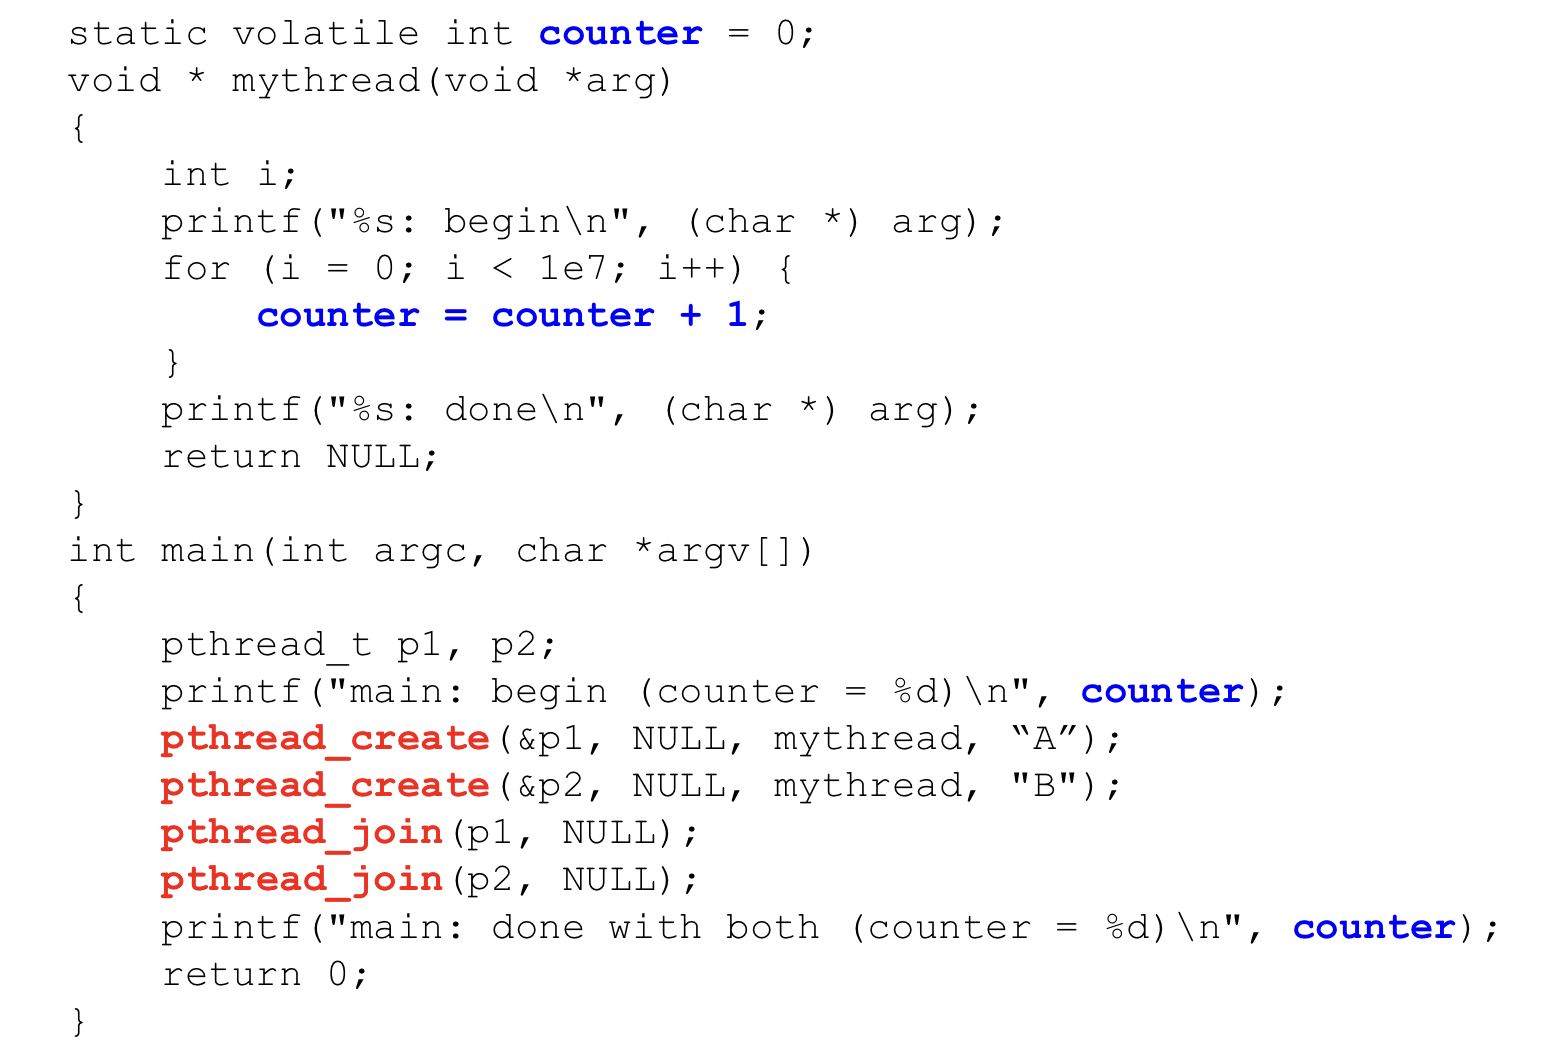 static volatile int counter = 0;
void * mythread(void *arg)
{
    int i;
    printf("%s: begin\n", (char *) arg);
    for (i = 0; i < 1e7; i++) {
        counter = counter + 1;
    }
    printf("%s: done\n", (char *) arg);
    return NULL;
}
int main(int argc, char *argv[])
{
    pthread_t p1, p2;
    printf("main: begin (counter = %d)\n", counter);
    pthread_create(&p1, NULL, mythread, “A”);
    pthread_create(&p2, NULL, mythread, "B");
    pthread_join(p1, NULL);
    pthread_join(p2, NULL);
    printf("main: done with both (counter = %d)\n", counter);
    return 0;
}